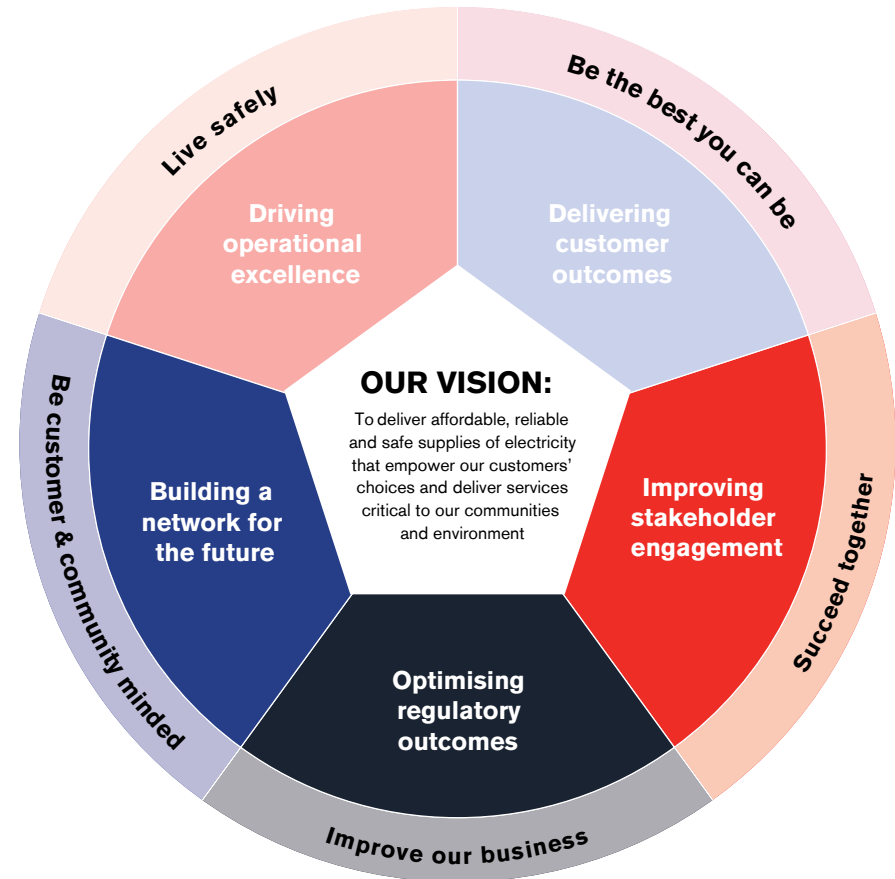 Live safely
Be the best you can be
Driving
operational
excellence
Delivering
customer
outcomes
OUR VISION:
To deliver affordable, reliable
and safe supplies of electricity
that empower our customers’
choices and deliver services
critical to our communities
and environment
Be customer & community minded
Building a
network for
the future
Improving
stakeholder
engagement
Succeed together
Optimising
regulatory
outcomes
Improve our business